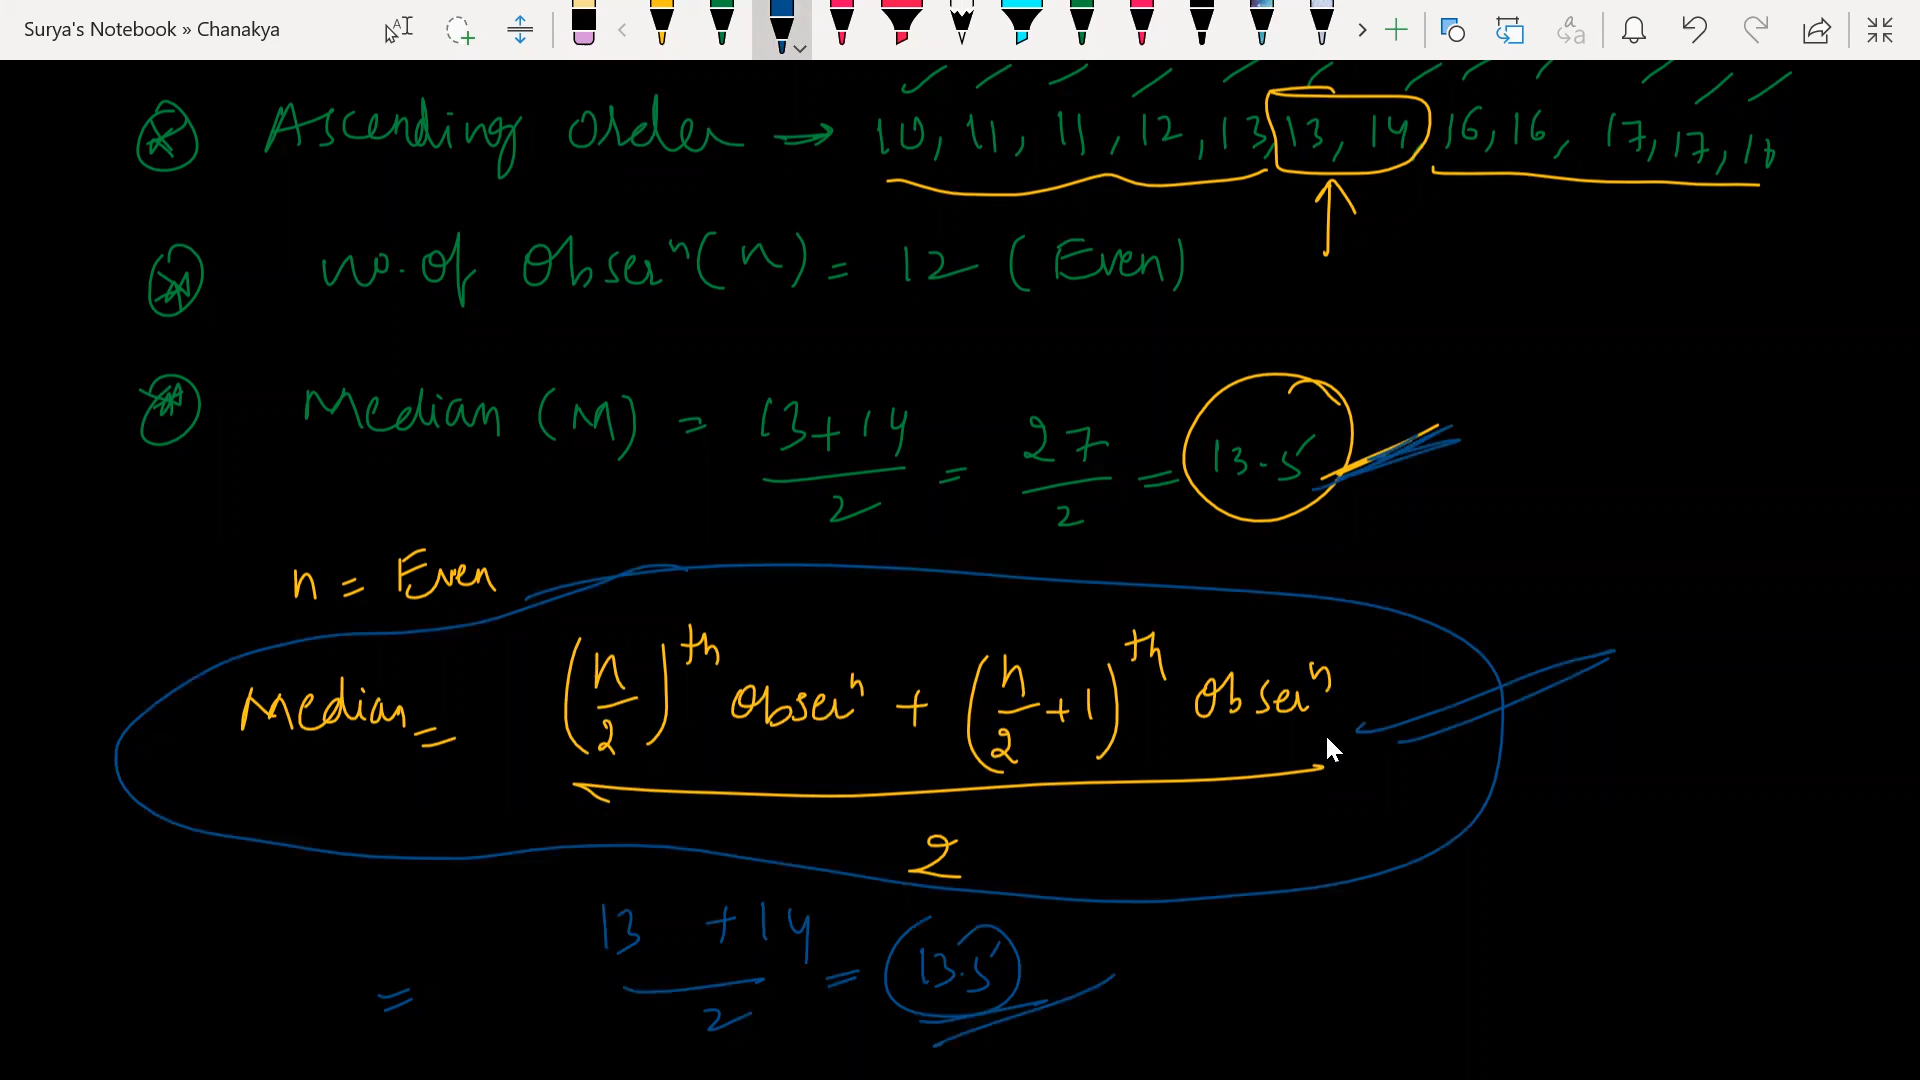 Surya's Notebook » Chanakya
Ascending Order → 10, 11, 11, 12, 13, 13, 14, 16, 16, 17, 17, 18
no. of Obserⁿ (n) = 12 (Even)
Median (M) = 13+14/2 = 27/2 = 13.5
n = Even
Median = (n/2)th Obserⁿ + (n/2 + 1)th Obserⁿ / 2
= 13 + 14/2 = 13.5